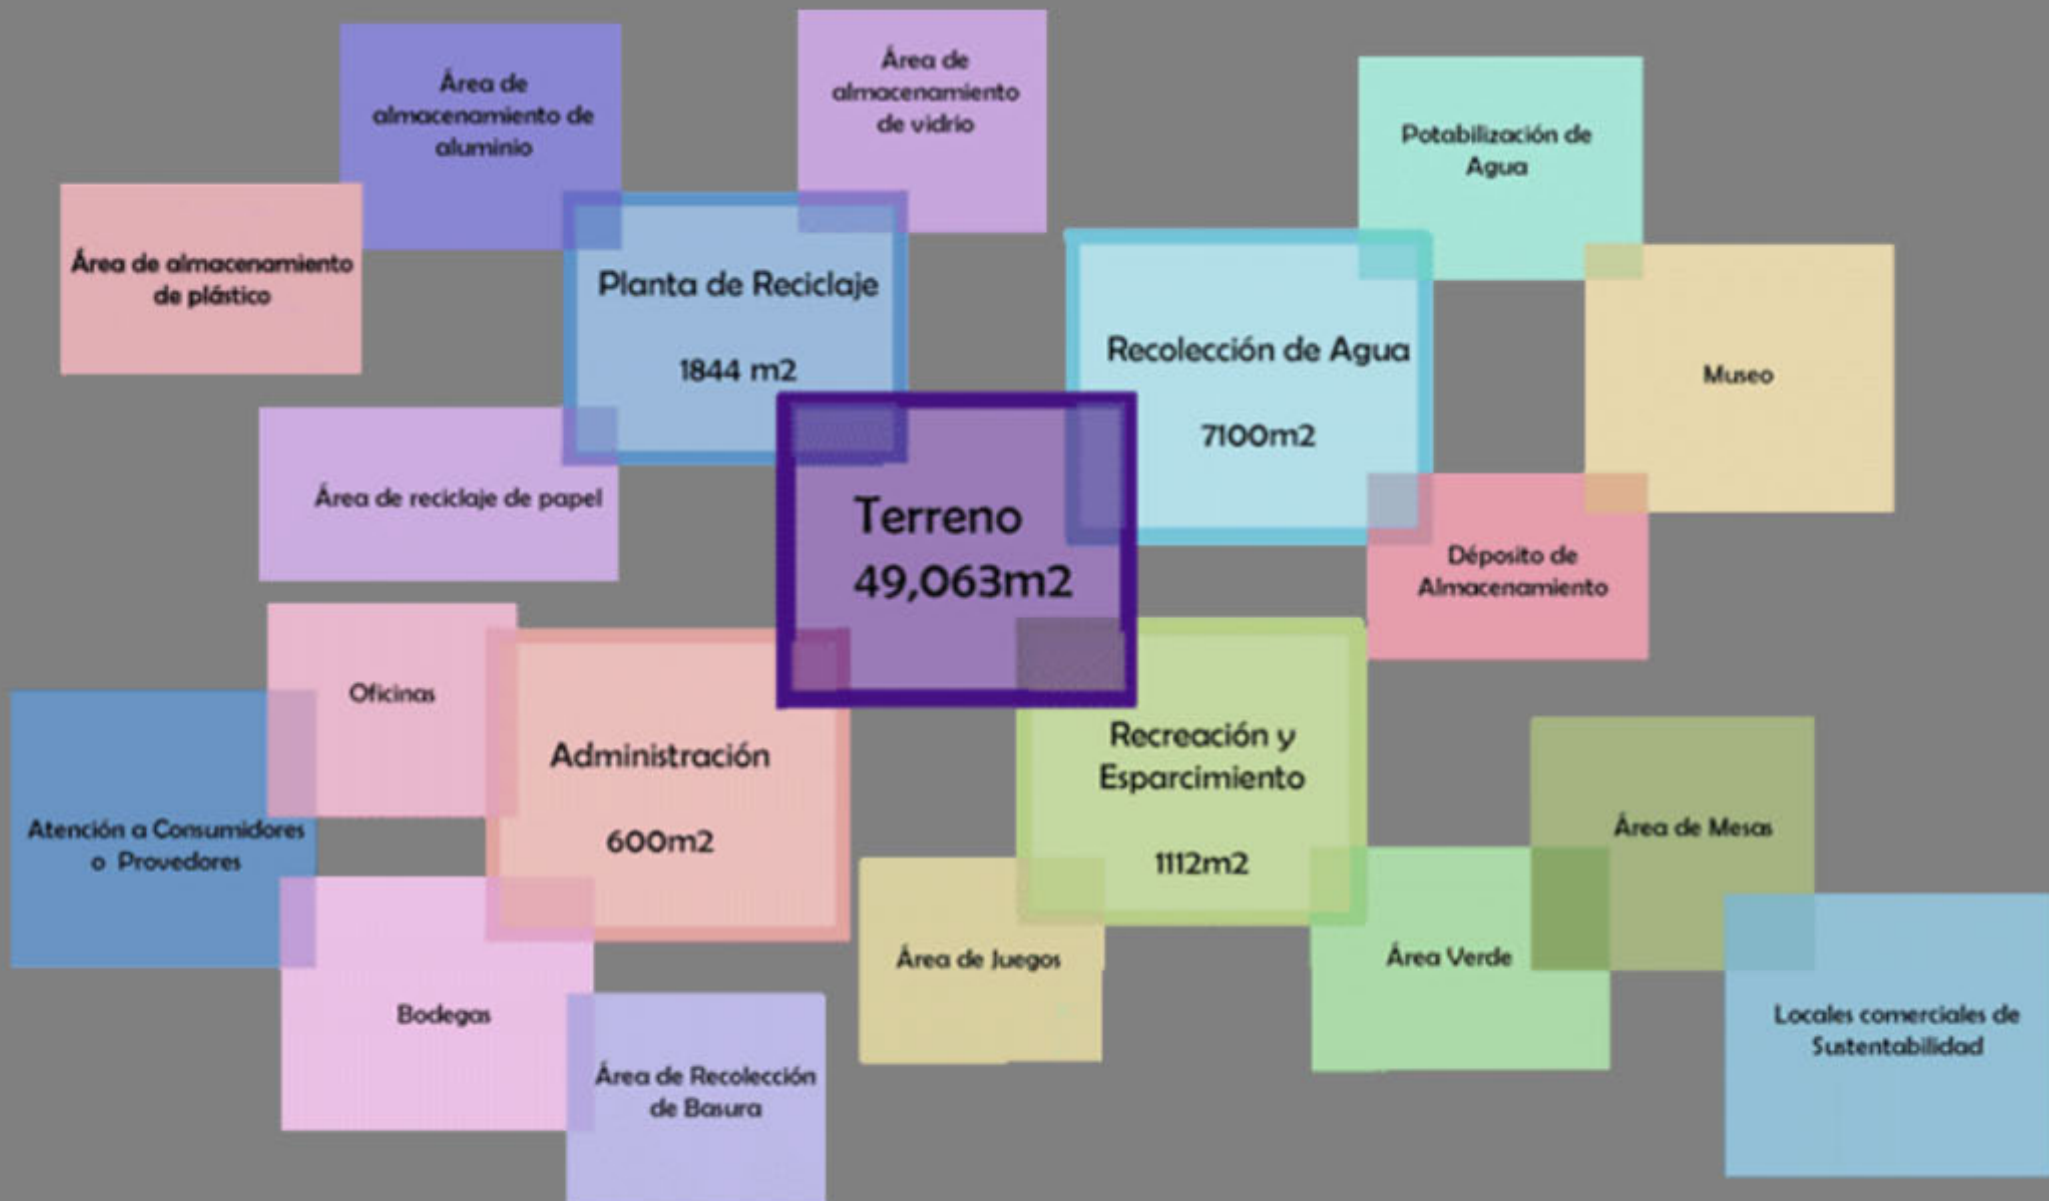 Área de
almacenamiento de
aluminio
Área de
almacenamiento
de vidrio
Potabilización de
Agua
Área de almacenamiento
de plástico
Planta de Reciclaje
1844 m2
Recolección de Agua
7100m2
Museo
Área de reciclaje de papel
Terreno
49,063m2
Déposito de
Almacenamiento
Oficinas
Administración
600m2
Recreación y
Esparcimiento
1112m2
Atención a Consumidores
o Provedores
Área de Mesas
Área de Juegos
Área Verde
Bodegas
Locales comerciales de
Sustentabilidad
Área de Recolección
de Basura